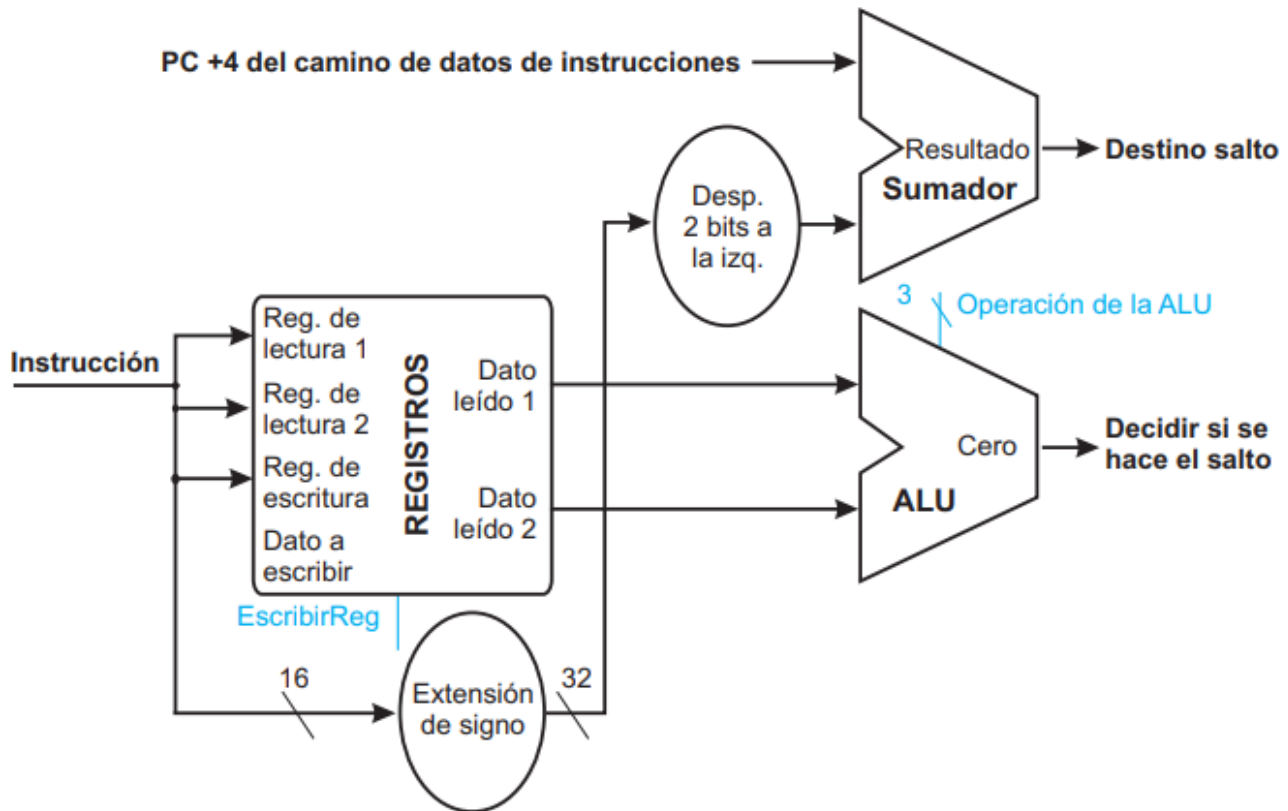 PC +4 del camino de datos de instrucciones
Resultado
Sumador
Destino salto
Desp.
2 bits a
la izq.
3
Operación de la ALU
Instrucción
Reg. de
lectura 1
Reg. de
lectura 2
Reg. de
escritura
Dato a
escribir
REGISTROS
Dato
leído 1
Dato
leído 2
Cero
ALU
Decidir si se
hace el salto
EscribirReg
16
Extensión
de signo
32